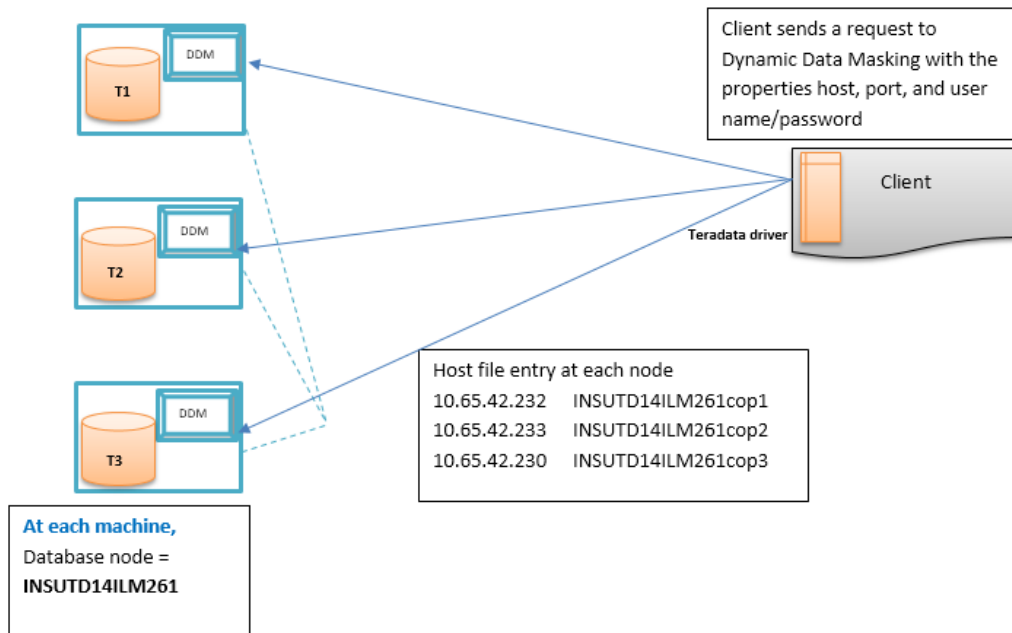 DDM
T1
Client sends a request to
Dynamic Data Masking with the
properties host, port, and user
name/password
Client
Teradata driver
DDM
T2
Host file entry at each node
10.65.42.232 INSUTD14ILM261cop1
10.65.42.233 INSUTD14ILM261cop2
10.65.42.230 INSUTD14ILM261cop3
DDM
T3
At each machine,
Database node =
INSUTD14ILM261